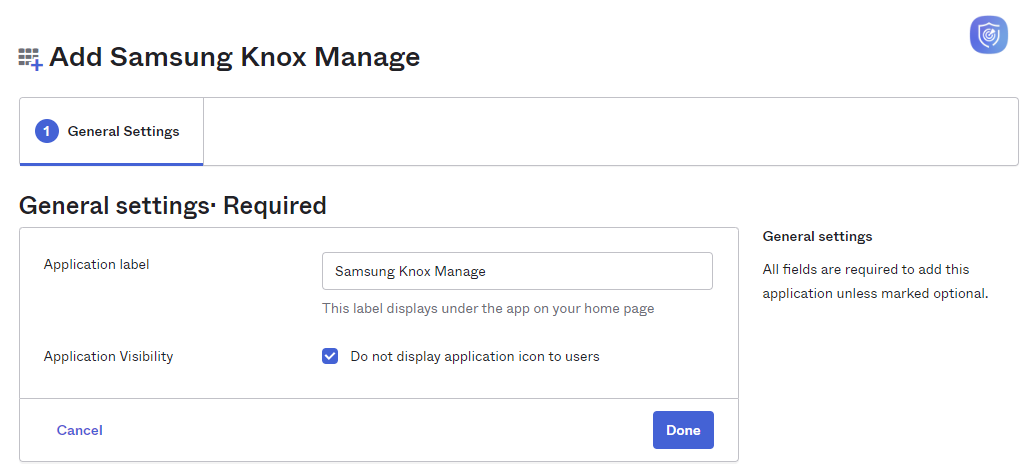 Add Samsung Knox Manage
1 General Settings
General settings· Required
Application label
Samsung Knox Manage
This label displays under the app on your home page
Application Visibility
Do not display application icon to users
Cancel
Done
General settings
All fields are required to add this
application unless marked optional.